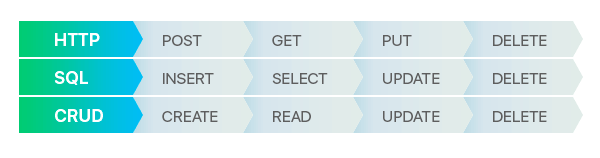 HTTP POST GET PUT DELETE
SQL INSERT SELECT UPDATE DELETE
CRUD CREATE READ UPDATE DELETE